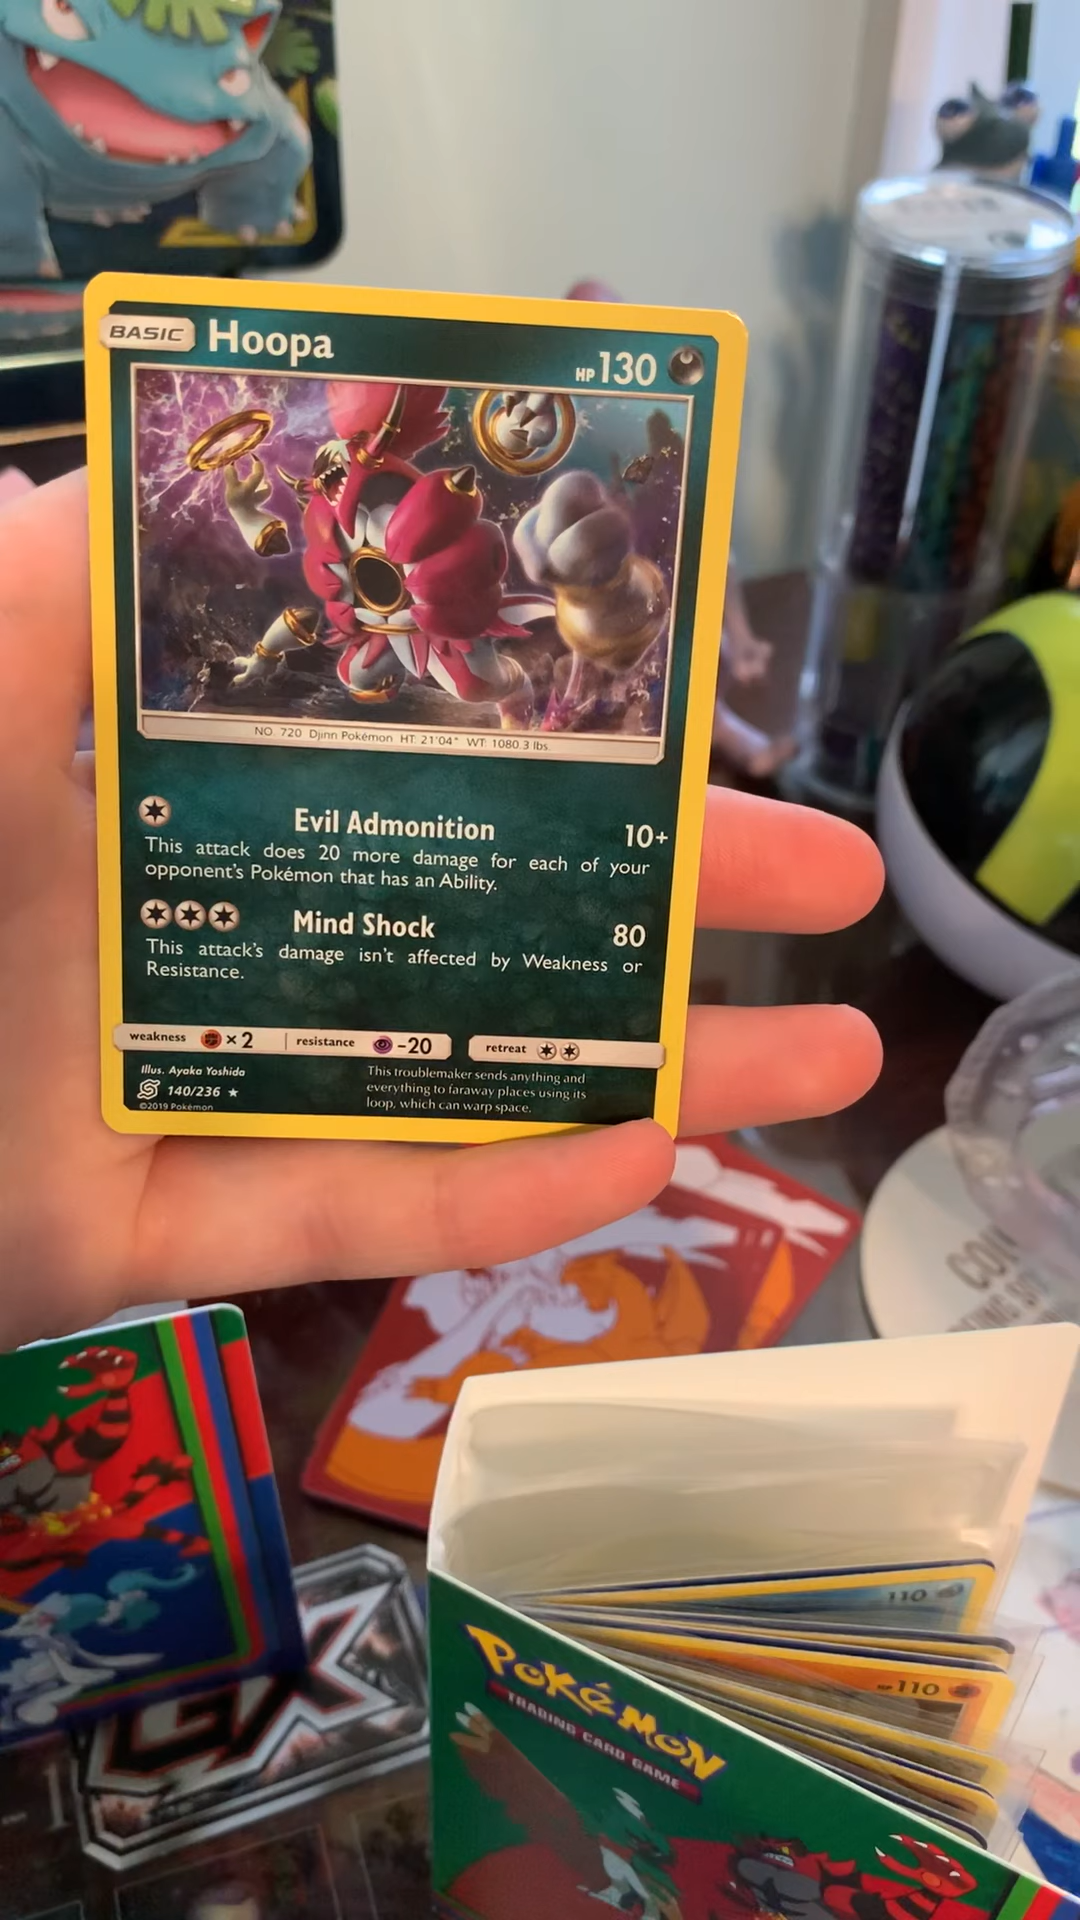 BASIC Hoopa HP 130
NO. 720 Djinn Pokémon HT: 21'04" WT: 1080.3 lbs.
Evil Admonition 10+
This attack does 20 more damage for each of your
opponent's Pokémon that has an Ability.
Mind Shock 80
This attack's damage isn't affected by Weakness or
Resistance.
weakness ×2 resistance -20 retreat
Illus. Ayaka Yoshida
140/236
©2019 Pokémon
This troublemaker sends anything and
everything to faraway places using its
loop, which can warp space.
110
HP 110
POKÉMON
TRADING CARD GAME
GX